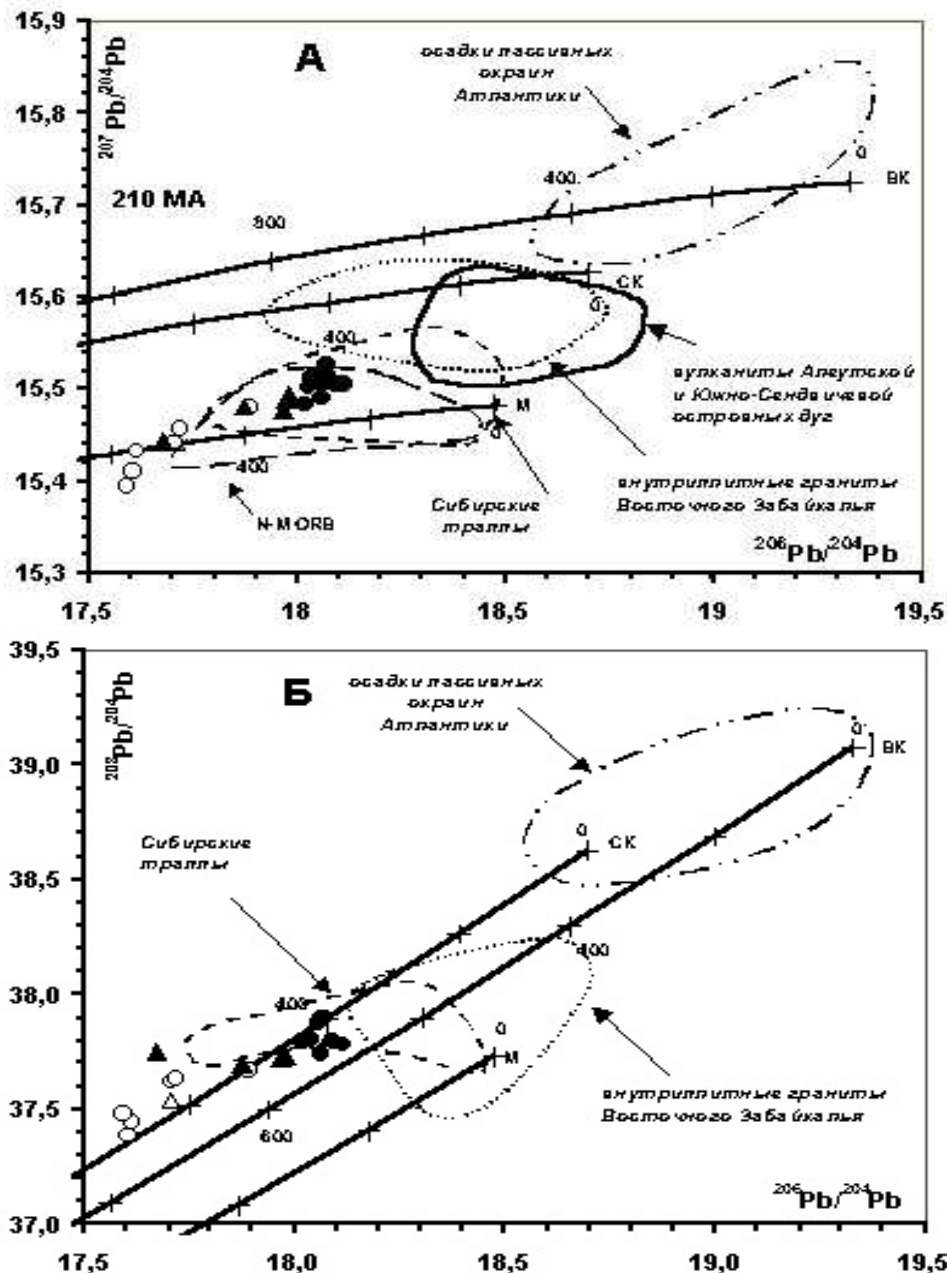 15,9
15,8
15,7
15,6
15,5
15,4
15,3
207Pb/204Pb
А
осадки пассивных
окраин
Атлантики
210 МА
800
400
0
ВК
СК
0
400
М
0
400
N-MORB
вулканиты Алеутской
и Южно-Сендвичевой
островных дуг
внутриплитные граниты
Восточного Забайкалья
Сибирские
траппы
206Pb/204Pb
17,5 18 18,5 19 19,5
39,5
39,0
38,5
38,0
37,5
37,0
208Pb/204Pb
Б
осадки пассивных
окраин
Атлантики
0
ВК
0
СК
Сибирские
траппы
400
400
0
М
600
внутриплитные граниты
Восточного Забайкалья
206Pb/204Pb
17,5 18,0 18,5 19,0 19,5